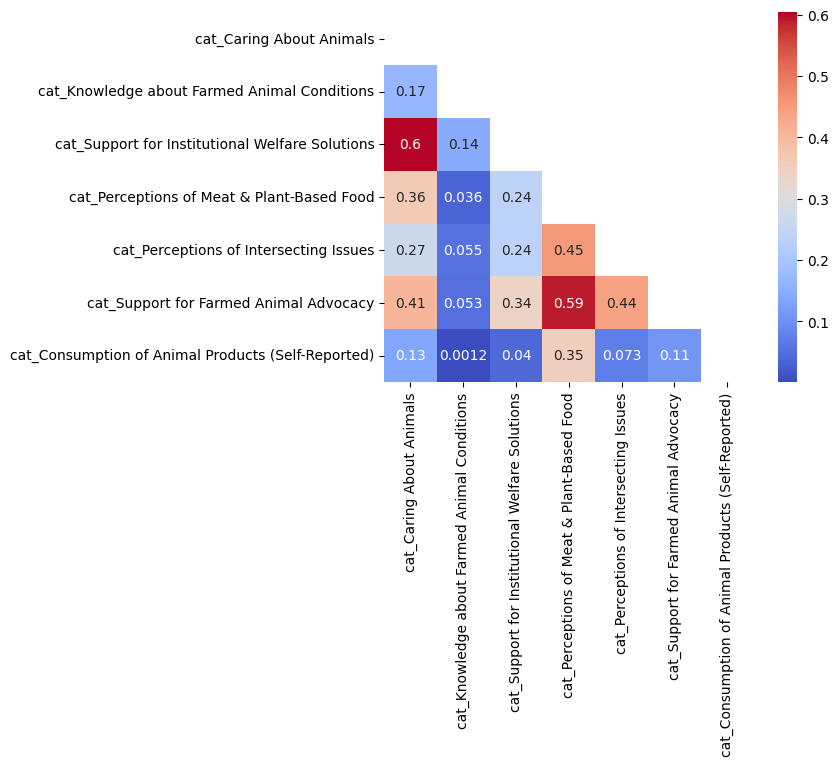 cat_Caring About Animals
cat_Knowledge about Farmed Animal Conditions
0.17
cat_Support for Institutional Welfare Solutions
0.6 0.14
cat_Perceptions of Meat & Plant-Based Food
0.36 0.036 0.24
cat_Perceptions of Intersecting Issues
0.27 0.055 0.24 0.45
cat_Support for Farmed Animal Advocacy
0.41 0.053 0.34 0.59 0.44
cat_Consumption of Animal Products (Self-Reported)
0.13 0.0012 0.04 0.35 0.073 0.11
cat_Caring About Animals
cat_Knowledge about Farmed Animal Conditions
cat_Support for Institutional Welfare Solutions
cat_Perceptions of Meat & Plant-Based Food
cat_Perceptions of Intersecting Issues
cat_Support for Farmed Animal Advocacy
cat_Consumption of Animal Products (Self-Reported)
0.6
0.5
0.4
0.3
0.2
0.1